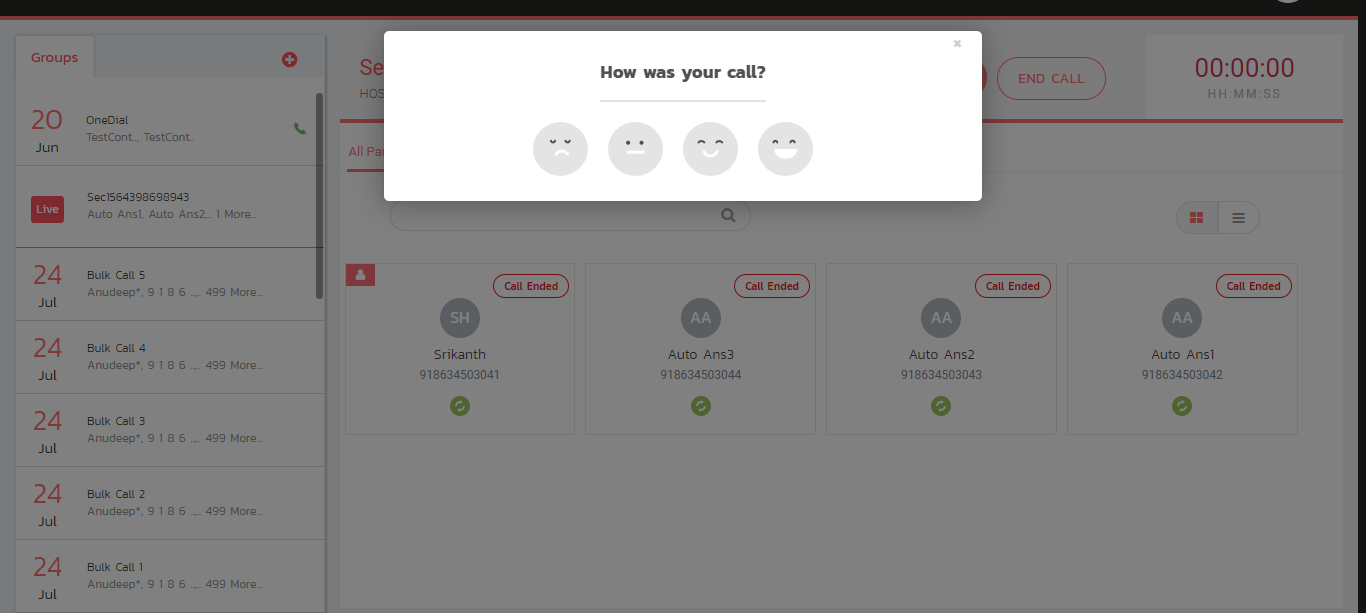 Groups
20
Jun
OneDial
TestCont.., TestCont..
Live
Sec1564398698943
Auto Ans1, Auto Ans2,.. 1 More...
24
Jul
Bulk Call 5
Anudeep*, 9 1 8 6 ..,.. 499 More...
24
Jul
Bulk Call 4
Anudeep*, 9 1 8 6 ..,.. 499 More...
24
Jul
Bulk Call 3
Anudeep*, 9 1 8 6 ..,.. 499 More...
24
Jul
Bulk Call 2
Anudeep*, 9 1 8 6 ..,.. 499 More...
24
Jul
Bulk Call 1
Anudeep*, 9 1 8 6 ..,.. 499 More...
How was your call?
Se
HOS
END CALL
00:00:00
HH:MM:SS
All Pa
Call Ended
SH
Srikanth
918634503041
Call Ended
AA
Auto Ans3
918634503044
Call Ended
AA
Auto Ans2
918634503043
Call Ended
AA
Auto Ans1
918634503042